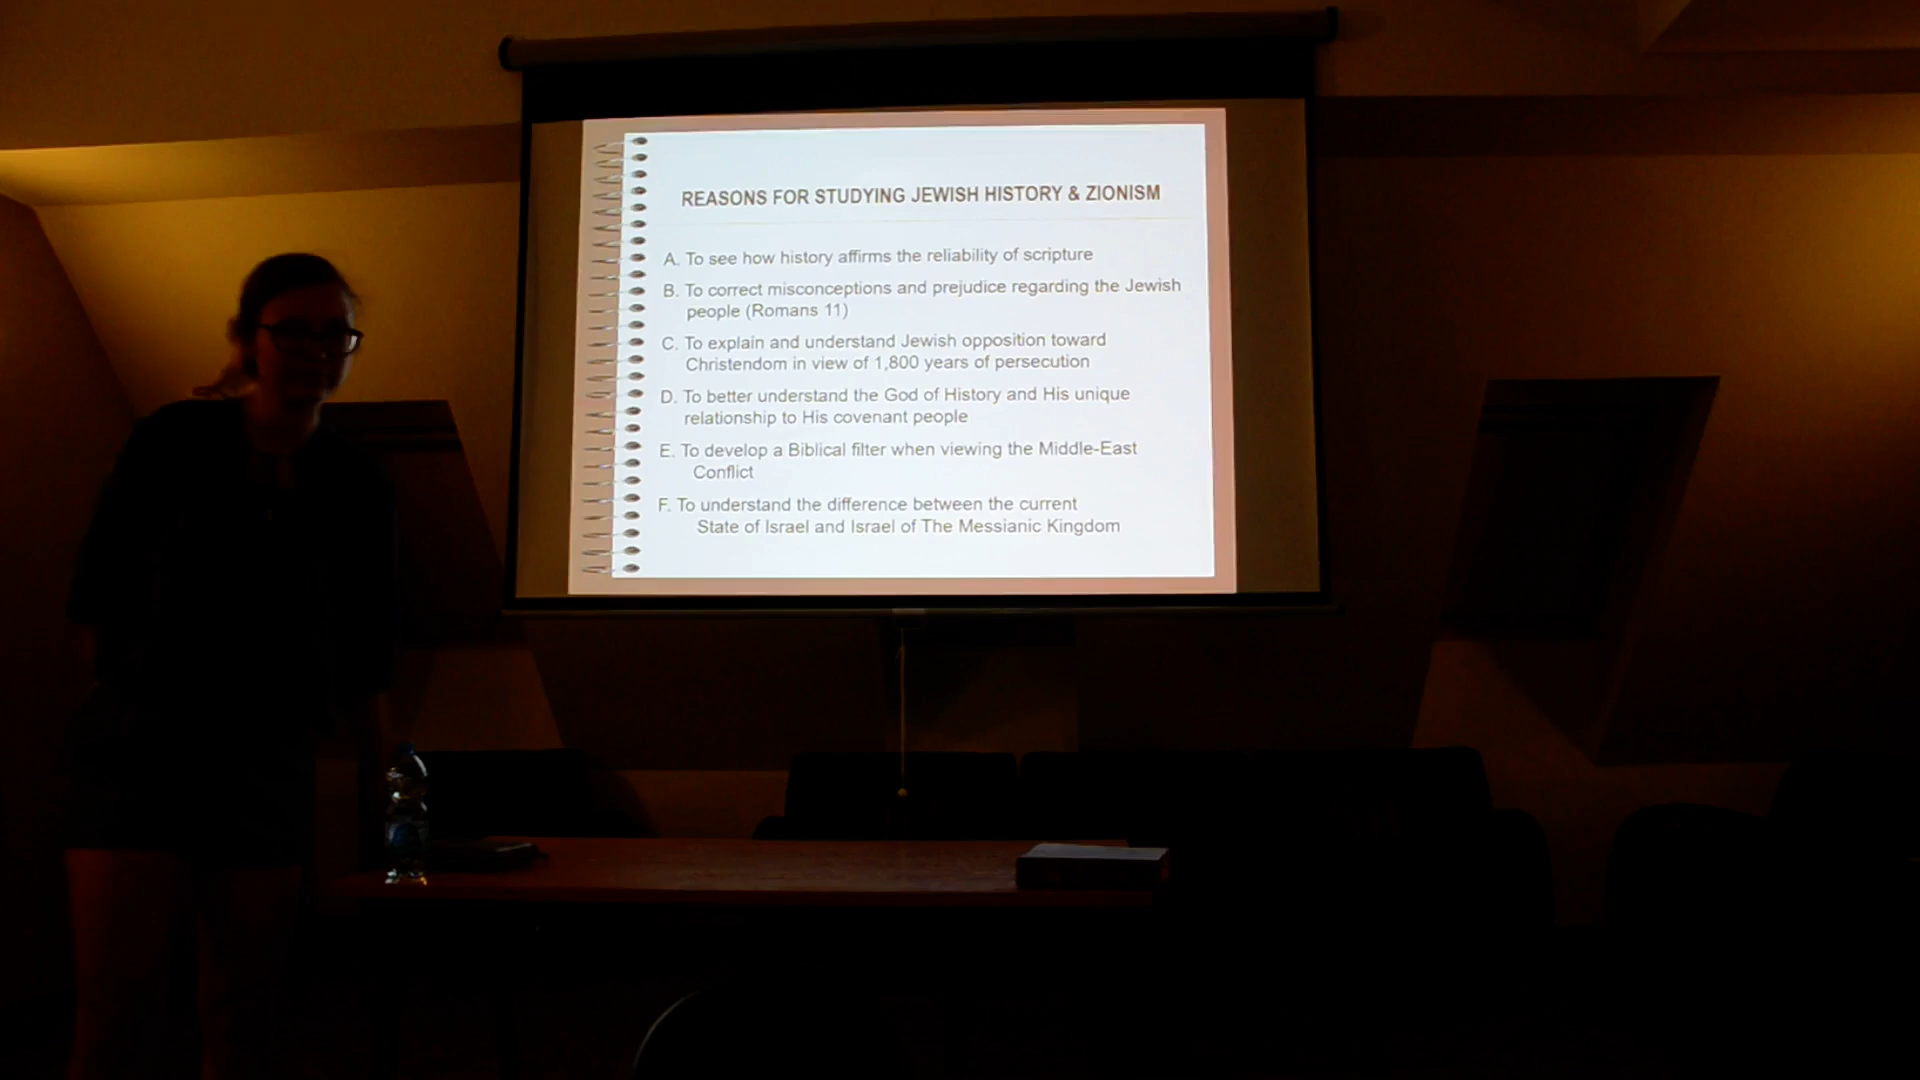 REASONS FOR STUDYING JEWISH HISTORY & ZIONISM
A. To see how history affirms the reliability of scripture
B. To correct misconceptions and prejudice regarding the Jewish
people (Romans 11)
C. To explain and understand Jewish opposition toward
Christendom in view of 1,800 years of persecution
D. To better understand the God of History and His unique
relationship to His covenant people
E. To develop a Biblical filter when viewing the Middle-East
Conflict
F. To understand the difference between the current
State of Israel and Israel of The Messianic Kingdom